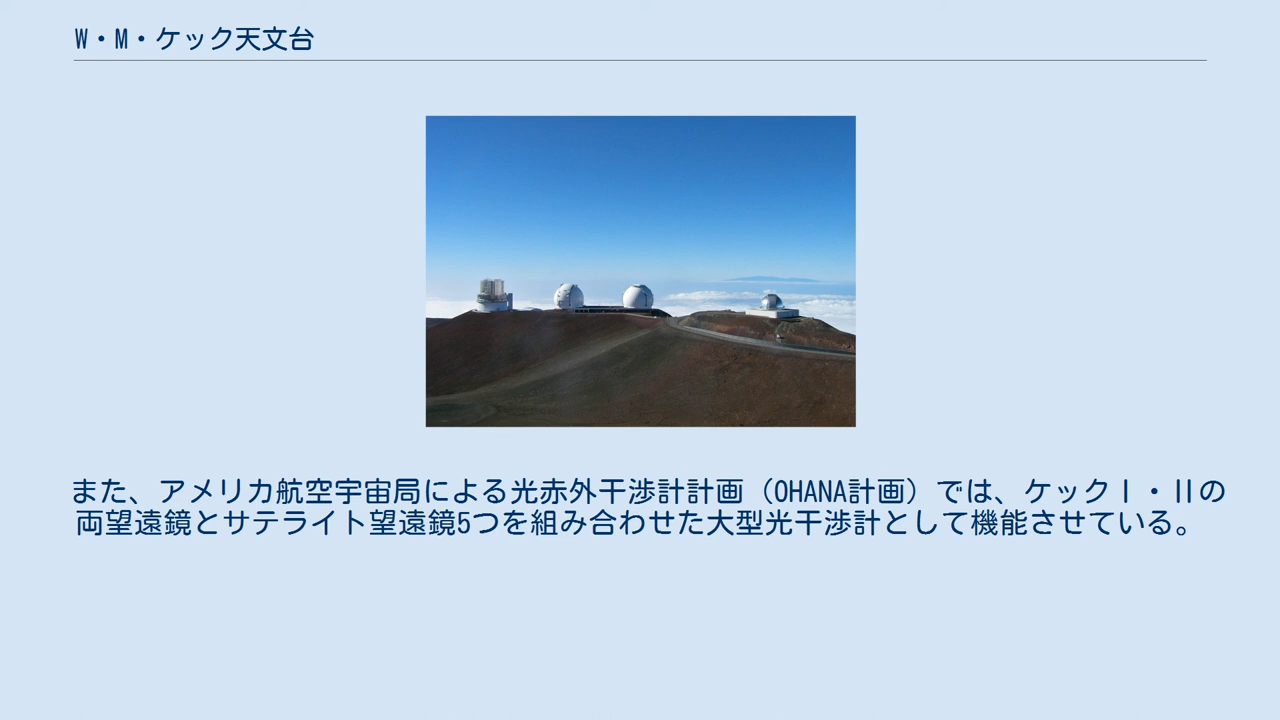 W・M・ケック天文台
また、アメリカ航空宇宙局による光赤外干渉計計画（OHANA計画）では、ケックⅠ・Ⅱの
両望遠鏡とサテライト望遠鏡5つを組み合わせた大型光干渉計として機能させている。